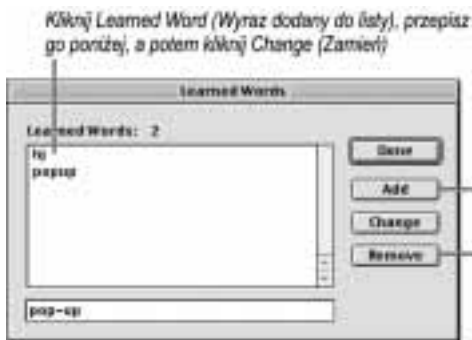 Kliknij Learned Word (Wyraz dodany do listy), przepisz
go poniżej, a potem kliknij Change (Zamień)
Learned Words
Learned Words: 2
popup
Done
Add
Change
Remove
pop-up